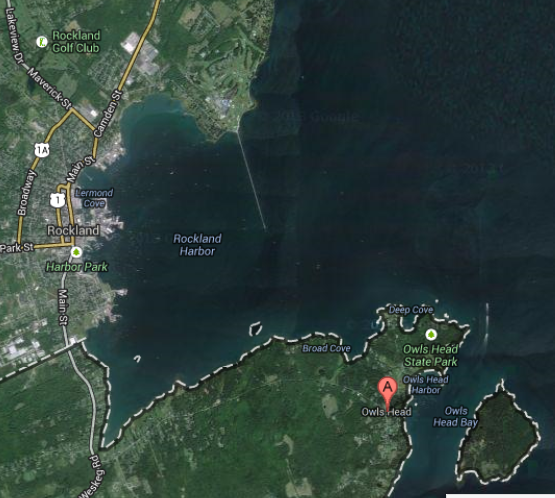 Lakeview Dr
Rockland
Golf Club
Maverick St
Camden St
1A
Main St
Broadway
1
Lermond
Cove
Rockland
Park St
Harbor Park
Rockland
Harbor
Main St
Deep Cove
Broad Cove
Owls Head
State Park
A
Owls Head
Harbor
Owls Head
Owls
Head Bay
Weskeag Rd